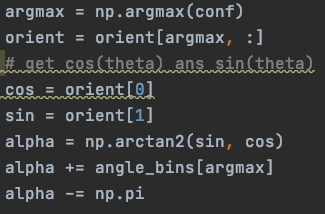 argmax = np.argmax(conf)
orient = orient[argmax, :]
# get cos(theta) ans sin(theta)
cos = orient[0]
sin = orient[1]
alpha = np.arctan2(sin, cos)
alpha += angle_bins[argmax]
alpha -= np.pi